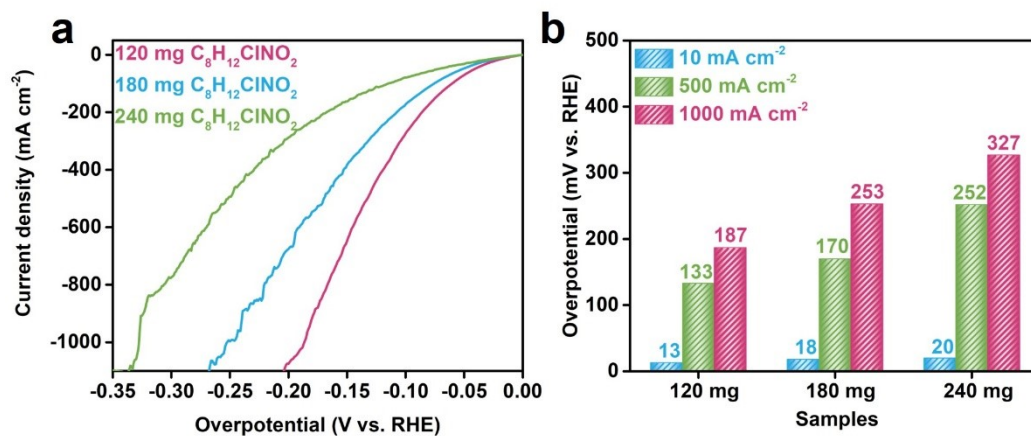 a
120 mg C₈H₁₂ClNO₂
180 mg C₈H₁₂ClNO₂
240 mg C₈H₁₂ClNO₂
0
-200
-400
-600
-800
-1000
Current density (mA cm⁻²)
-0.35 -0.30 -0.25 -0.20 -0.15 -0.10 -0.05 0.00
Overpotential (V vs. RHE)
b
10 mA cm⁻²
500 mA cm⁻²
1000 mA cm⁻²
500
400
300
200
100
0
Overpotential (mV vs. RHE)
13 133 187
18 170 253
20 252 327
120 mg 180 mg 240 mg
Samples